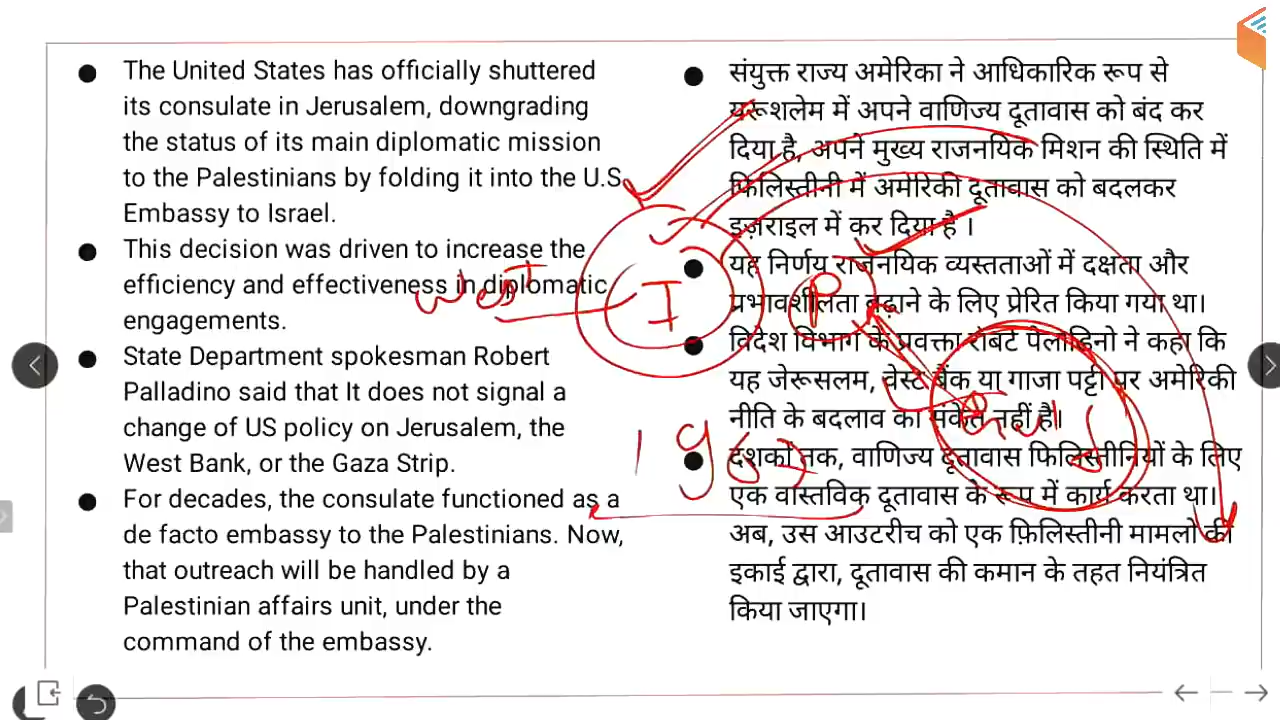 The United States has officially shuttered
its consulate in Jerusalem, downgrading
the status of its main diplomatic mission
to the Palestinians by folding it into the U.S.
Embassy to Israel.
This decision was driven to increase the
efficiency and effectiveness in diplomatic
engagements.
State Department spokesman Robert
Palladino said that It does not signal a
change of US policy on Jerusalem, the
West Bank, or the Gaza Strip.
For decades, the consulate functioned as a
de facto embassy to the Palestinians. Now,
that outreach will be handled by a
Palestinian affairs unit, under the
command of the embassy.
संयुक्त राज्य अमेरिका ने आधिकारिक रूप से
यरूशलेम में अपने वाणिज्य दूतावास को बंद कर
दिया है, अपने मुख्य राजनयिक मिशन की स्थिति में
फिलिस्तीनी में अमेरिकी दूतावास को बदलकर
इज़राइल में कर दिया है ।
यह निर्णय राजनयिक व्यस्तताओं में दक्षता और
प्रभावशीलता बढ़ाने के लिए प्रेरित किया गया था।
विदेश विभाग के प्रवक्ता रॉबर्ट पेलाडिनो ने कहा कि
यह जेरूसलम, वेस्ट बैंक या गाजा पट्टी पर अमेरिकी
नीति के बदलाव का संकेत नहीं है।
दशकों तक, वाणिज्य दूतावास फिलिस्तीनियों के लिए
एक वास्तविक दूतावास के रूप में कार्य करता था।
अब, उस आउटरीच को एक फ़िलिस्तीनी मामलों की
इकाई द्वारा, दूतावास की कमान के तहत नियंत्रित
किया जाएगा।
West
I
P
1967